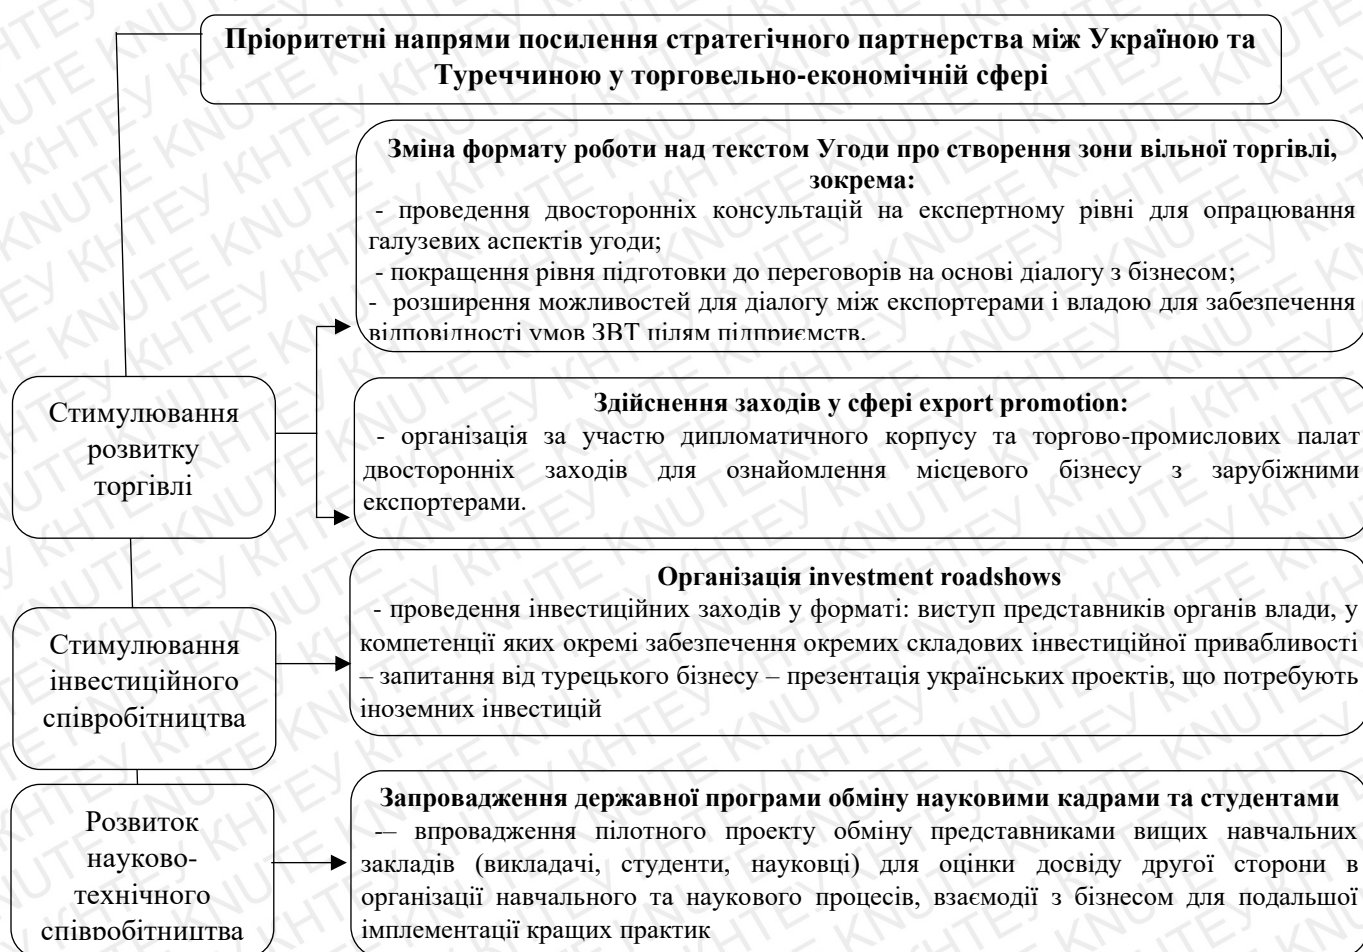 Пріоритетні напрями посилення стратегічного партнерства між Україною та
Туреччиною у торговельно-економічній сфері
Зміна формату роботи над текстом Угоди про створення зони вільної торгівлі,
зокрема:
- проведення двосторонніх консультацій на експертному рівні для опрацювання
галузевих аспектів угоди;
- покращення рівня підготовки до переговорів на основі діалогу з бізнесом;
- розширення можливостей для діалогу між експортерами і владою для забезпечення
відповідності умов ЗВТ цілям підприємств.
Стимулювання
розвитку
торгівлі
Здійснення заходів у сфері export promotion:
- організація за участю дипломатичного корпусу та торгово-промислових палат
двосторонніх заходів для ознайомлення місцевого бізнесу з зарубіжними
експортерами.
Стимулювання
інвестиційного
співробітництва
Організація investment roadshows
- проведення інвестиційних заходів у форматі: виступ представників органів влади, у
компетенції яких окремі забезпечення окремих складових інвестиційної привабливості
– запитання від турецького бізнесу – презентація українських проектів, що потребують
іноземних інвестицій
Розвиток
науково-
технічного
співробітництва
Запровадження державної програми обміну науковими кадрами та студентами
-– впровадження пілотного проекту обміну представниками вищих навчальних
закладів (викладачі, студенти, науковці) для оцінки досвіду другої сторони в
організації навчального та наукового процесів, взаємодії з бізнесом для подальшої
імплементації кращих практик